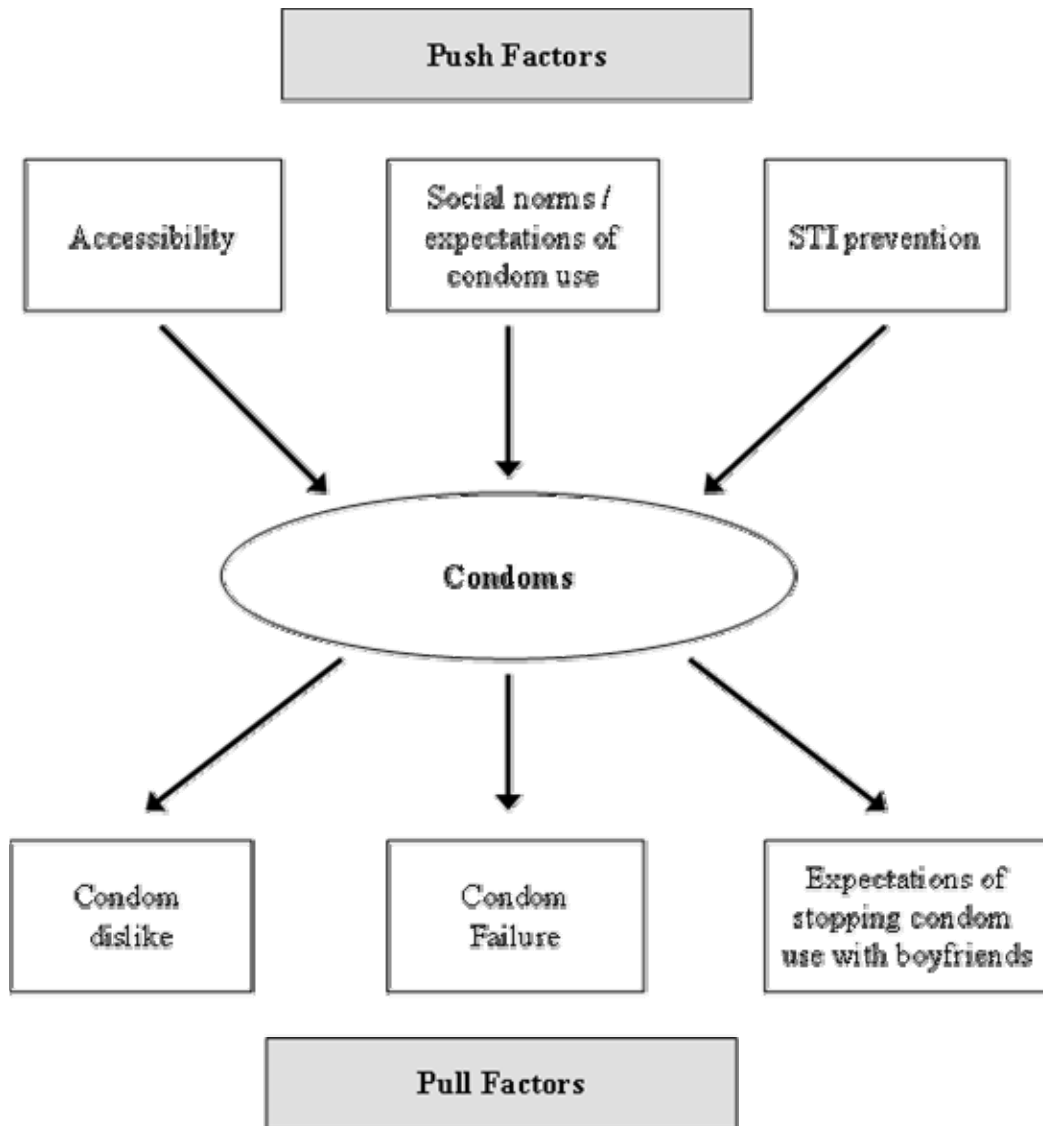 Push Factors
Accessibility
Social norms /
expectations of
condom use
STI prevention
Condoms
Condom
dislike
Condom
Failure
Expectations of
stopping condom
use with boyfriends
Pull Factors